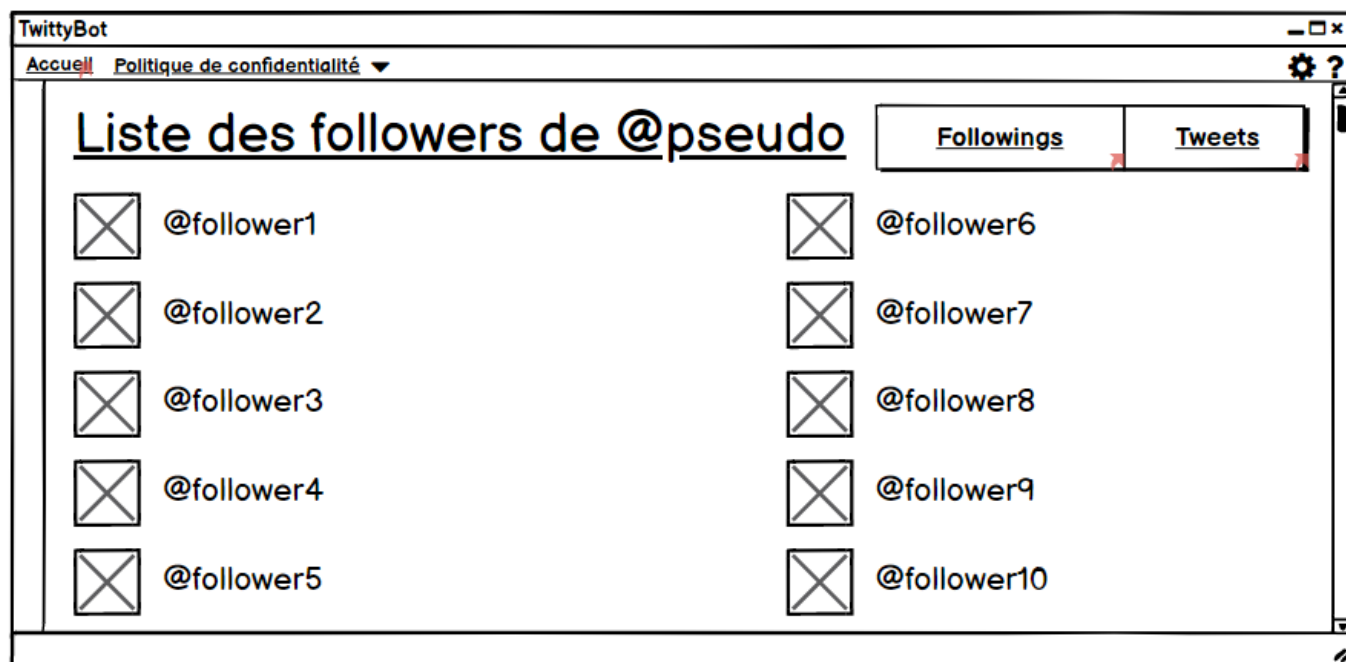 TwittyBot
Accueil Politique de confidentialité
?
Liste des followers de @pseudo
Followings Tweets
@follower1
@follower2
@follower3
@follower4
@follower5
@follower6
@follower7
@follower8
@follower9
@follower10